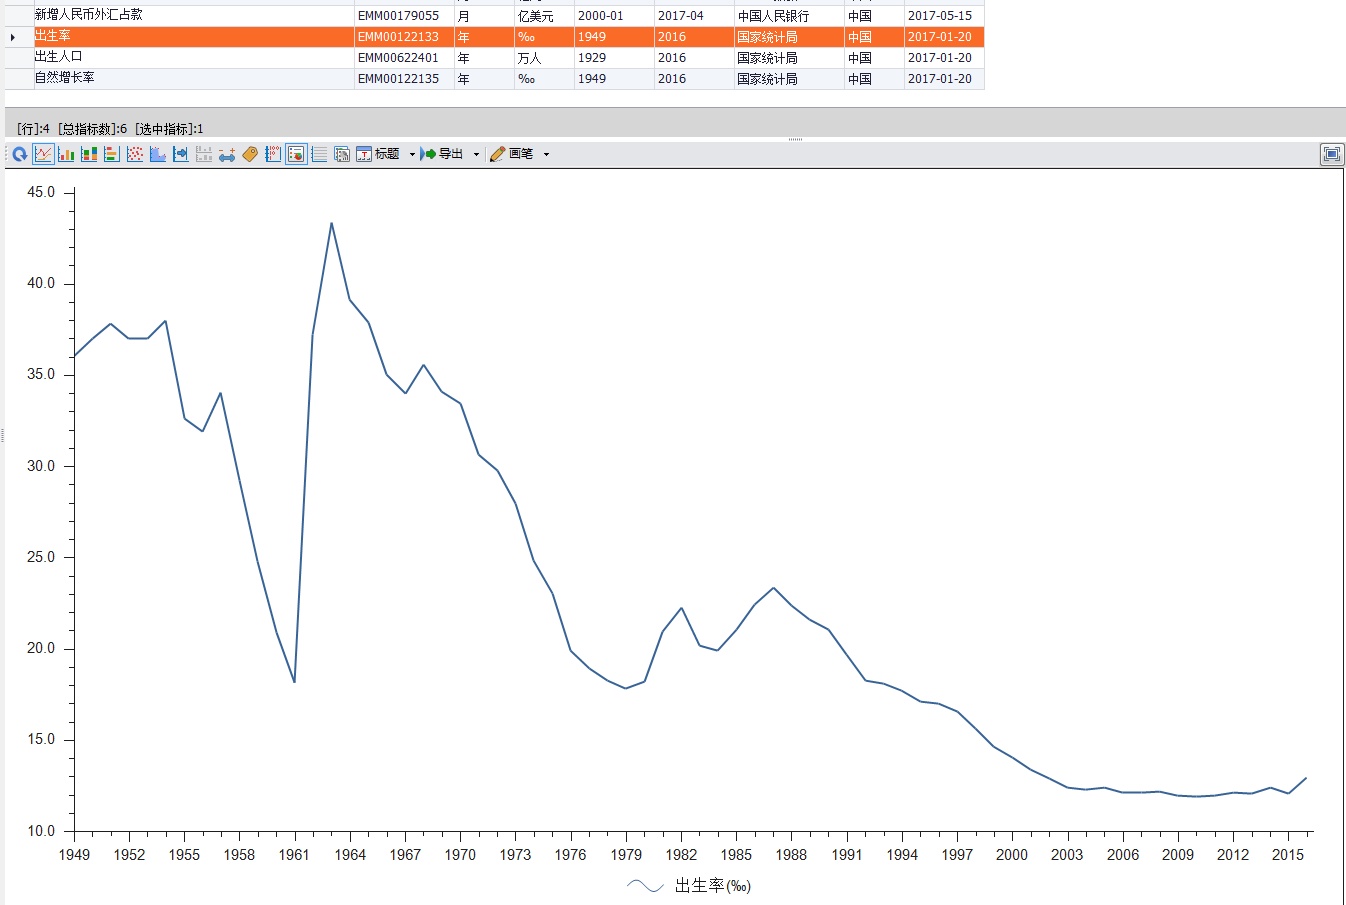 新增人民币外汇占款 EMM00179055 月 亿美元 2000-01 2017-04 中国人民银行 中国 2017-05-15
出生率 EMM00122133 年 ‰ 1949 2016 国家统计局 中国 2017-01-20
出生人口 EMM00622401 年 万人 1929 2016 国家统计局 中国 2017-01-20
自然增长率 EMM00122135 年 ‰ 1949 2016 国家统计局 中国 2017-01-20
[行]:4 [总指标数]:6 [选中指标]:1
标题 导出 画笔
45.0
40.0
35.0
30.0
25.0
20.0
15.0
10.0
1949 1952 1955 1958 1961 1964 1967 1970 1973 1976 1979 1982 1985 1988 1991 1994 1997 2000 2003 2006 2009 2012 2015
出生率(‰)